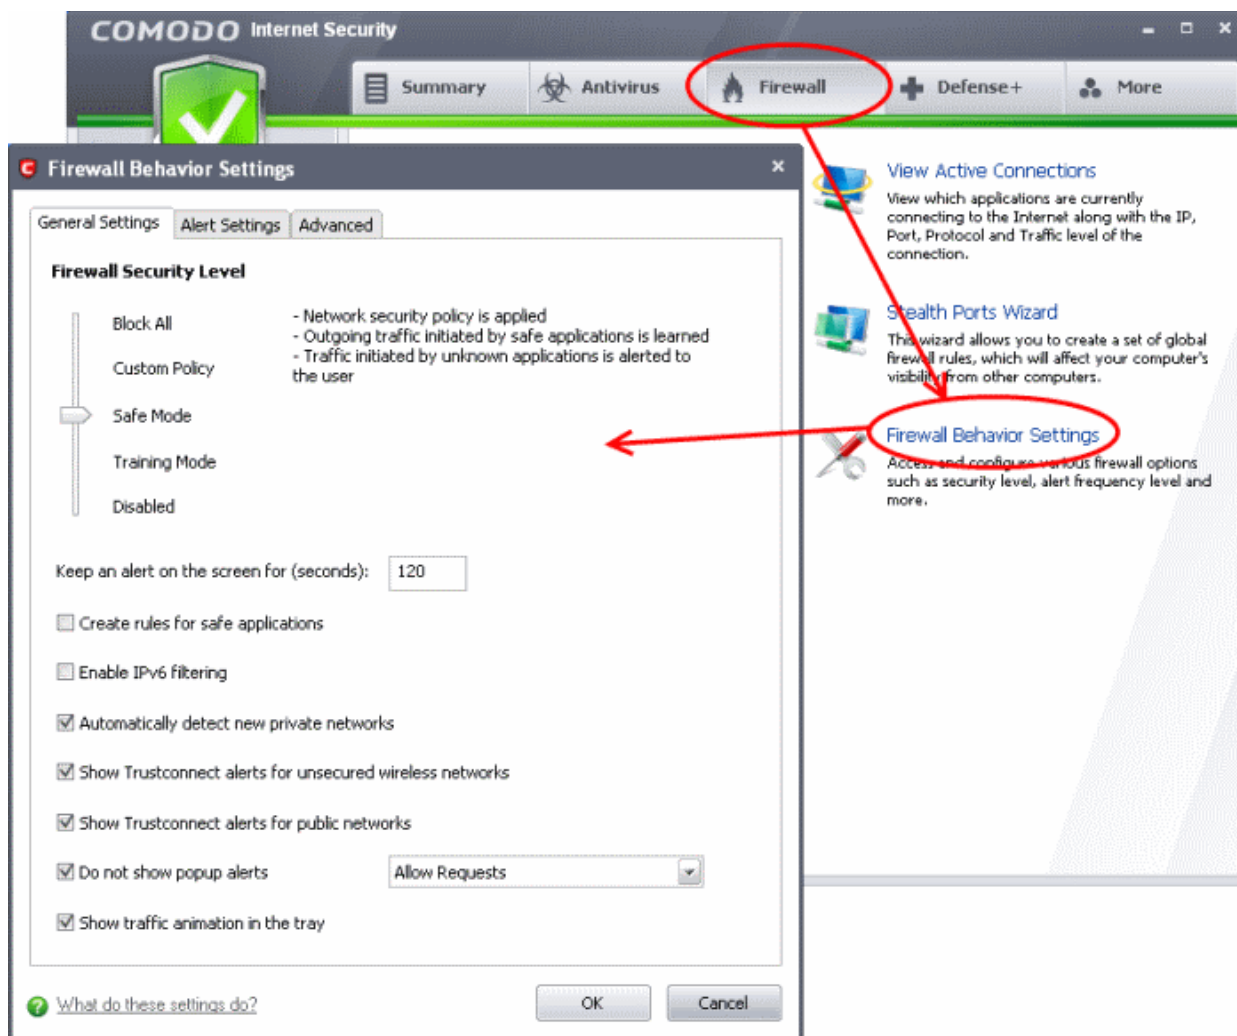 COMODO Internet Security
Summary
Antivirus
Firewall
Defense+
More
Firewall Behavior Settings
General Settings
Alert Settings
Advanced
Firewall Security Level
Block All
Custom Policy
Safe Mode
Training Mode
Disabled
- Network security policy is applied
- Outgoing traffic initiated by safe applications is learned
- Traffic initiated by unknown applications is alerted to
the user
Keep an alert on the screen for (seconds): 120
Create rules for safe applications
Enable IPv6 filtering
Automatically detect new private networks
Show Trustconnect alerts for unsecured wireless networks
Show Trustconnect alerts for public networks
Do not show popup alerts
Allow Requests
Show traffic animation in the tray
What do these settings do?
OK
Cancel
View Active Connections
View which applications are currently
connecting to the Internet along with the IP,
Port, Protocol and Traffic level of the
connection.
Stealth Ports Wizard
This wizard allows you to create a set of global
firewall rules, which will affect your computer's
visibility from other computers.
Firewall Behavior Settings
Access and configure various firewall options
such as security level, alert frequency level and
more.